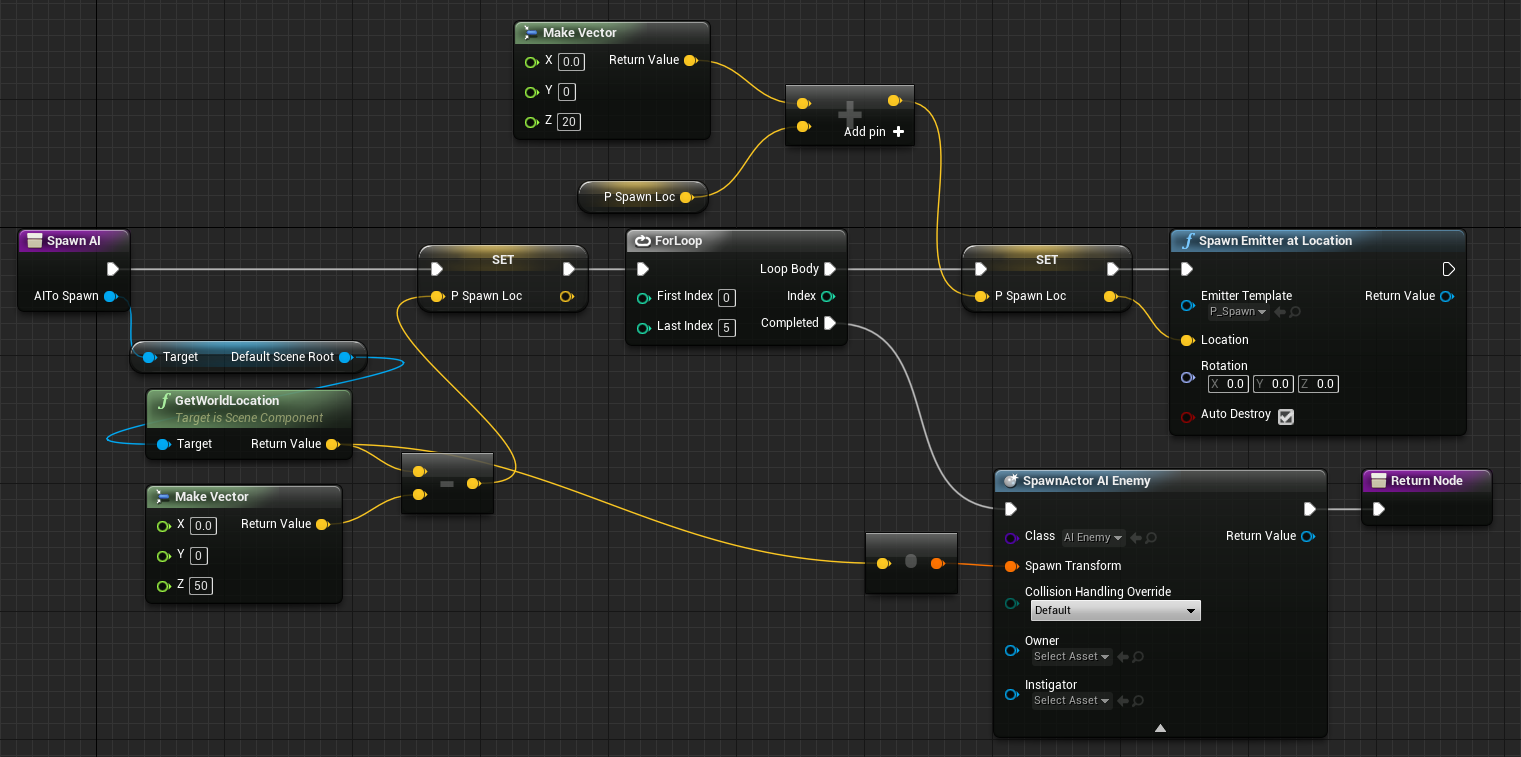 Make Vector
X 0.0 Return Value
Y 0
Z 20
Add pin
P Spawn Loc
Spawn AI
AITo Spawn
SET
P Spawn Loc
ForLoop
Loop Body
First Index 0 Index
Last Index 5 Completed
SET
P Spawn Loc
Spawn Emitter at Location
Emitter Template Return Value
P_Spawn
Location
Rotation
X 0.0 Y 0.0 Z 0.0
Auto Destroy
Target Default Scene Root
GetWorldLocation
Target is Scene Component
Target Return Value
Make Vector
X 0.0 Return Value
Y 0
Z 50
SpawnActor AI Enemy
Class AI Enemy Return Value
Spawn Transform
Collision Handling Override
Default
Owner
Select Asset
Instigator
Select Asset
Return Node